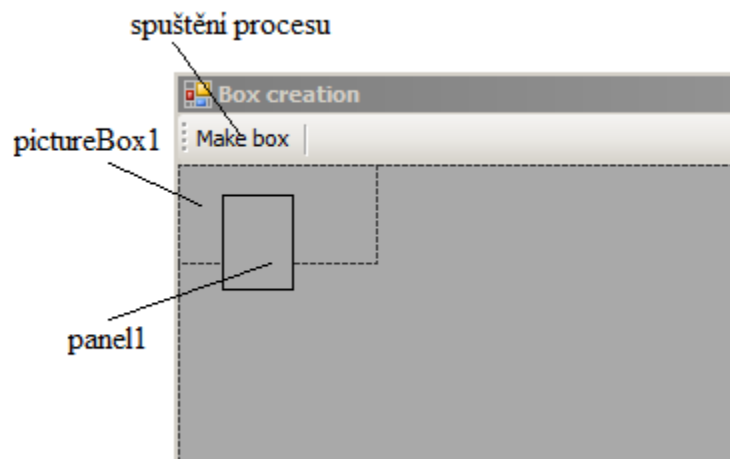 spuštění procesu
Box creation
Make box
pictureBox1
panel1